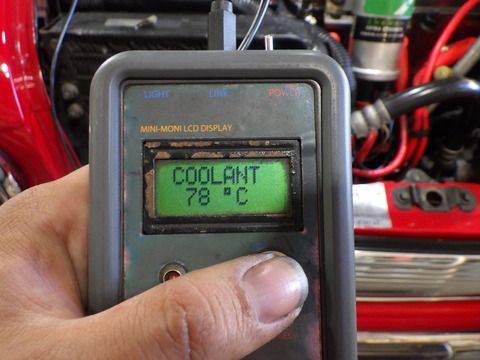 LIGHT LINK POWER
MINI-MONI LCD DISPLAY
COOLANT
78 °C